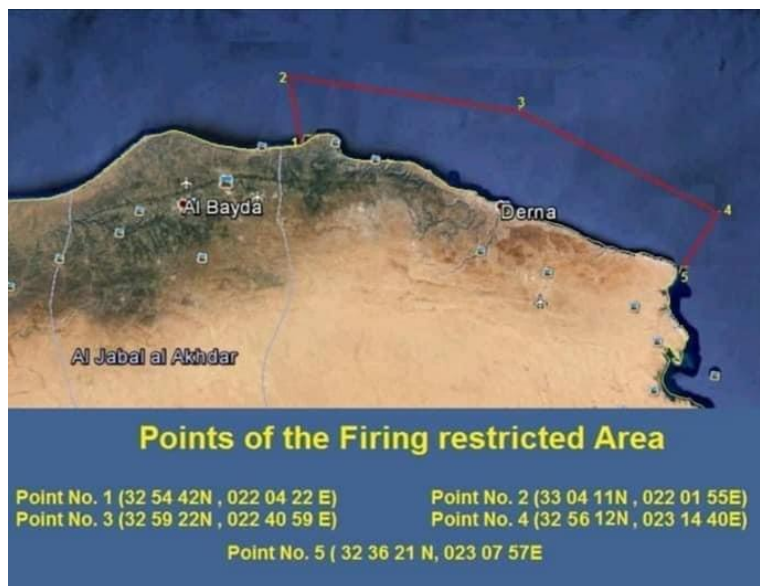 2
3
1
Al Bayda
Derna
4
5
Al Jabal al Akhdar
Points of the Firing restricted Area
Point No. 1 (32 54 42N , 022 04 22 E)
Point No. 2 (33 04 11N , 022 01 55E)
Point No. 3 (32 59 22N , 022 40 59 E)
Point No. 4 (32 56 12N , 023 14 40E)
Point No. 5 ( 32 36 21 N, 023 07 57E